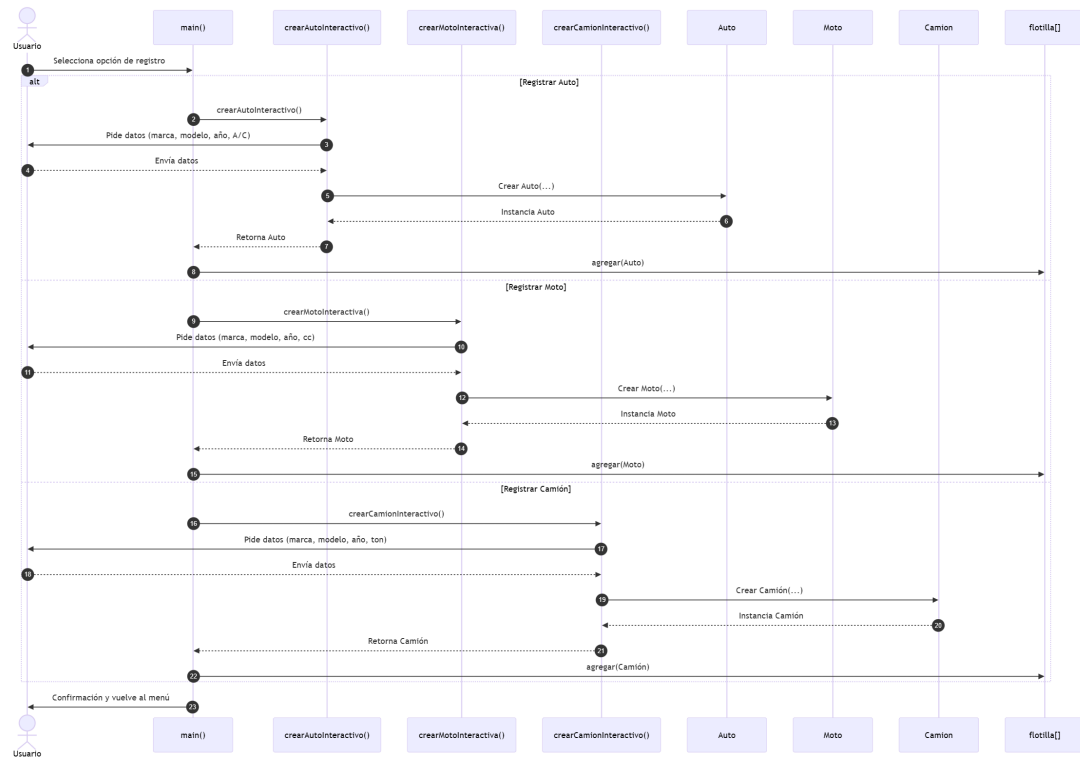 main()
crearAutoInteractivo()
crearMotoInteractiva()
crearCamionInteractivo()
Auto
Moto
Camion
flotilla[]
Usuario
Selecciona opción de registro
1
alt
[Registrar Auto]
crearAutoInteractivo()
2
Pide datos (marca, modelo, año, A/C)
3
Envía datos
4
Crear Auto(...)
5
Instancia Auto
6
Retorna Auto
7
agregar(Auto)
8
[Registrar Moto]
crearMotoInteractiva()
9
Pide datos (marca, modelo, año, cc)
10
Envía datos
11
Crear Moto(...)
12
Instancia Moto
13
Retorna Moto
14
agregar(Moto)
15
[Registrar Camión]
crearCamionInteractivo()
16
Pide datos (marca, modelo, año, ton)
17
Envía datos
18
Crear Camión(...)
19
Instancia Camión
20
Retorna Camión
21
agregar(Camión)
22
Confirmación y vuelve al menú
23
main()
crearAutoInteractivo()
crearMotoInteractiva()
crearCamionInteractivo()
Auto
Moto
Camion
flotilla[]
Usuario